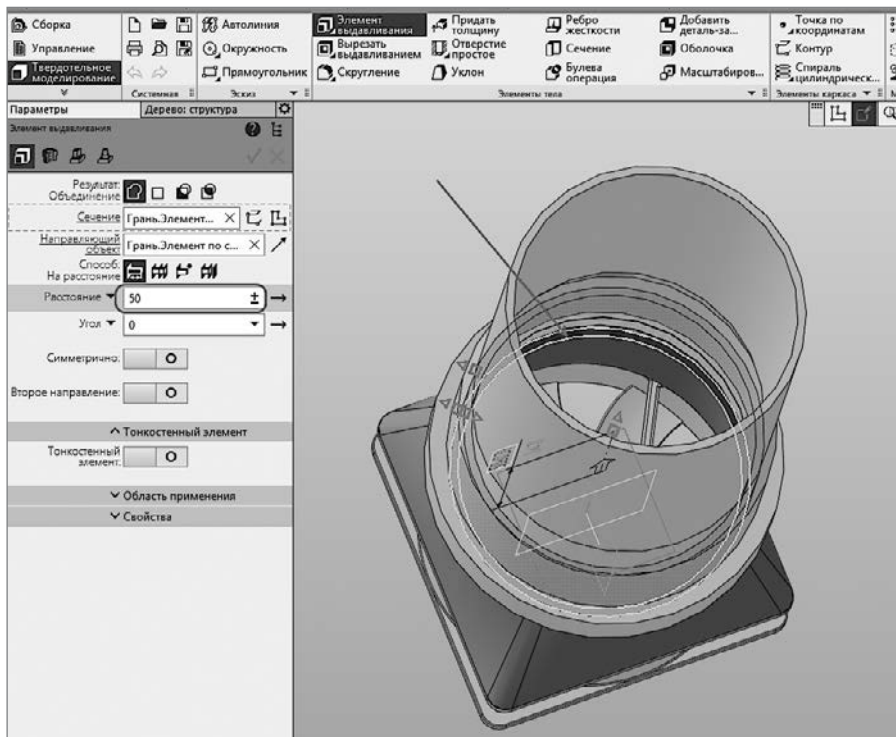 Сборка
Управление
Твердотельное
моделирование
Системная
Автолиния
Окружность
Прямоугольник
Эскиз
Элемент
выдавливания
Вырезать
выдавливанием
Скругление
Придать
толщину
Отверстие
простое
Уклон
Ребро
жесткости
Сечение
Булева
операция
Добавить
деталь-за...
Оболочка
Масштабиров...
Элементы тела
Точка по
координатам
Контур
Спираль
цилиндрическ...
Элементы каркаса
Параметры
Дерево: структура
Элемент выдавливания
Результат:
Объединение
Сечение
Грань.Элемент...
Направляющий
объект
Грань.Элемент по с...
Способ:
На расстояние
Расстояние
50
Угол
0
Симметрично:
Второе направление:
Тонкостенный элемент
Тонкостенный
элемент:
Область применения
Свойства